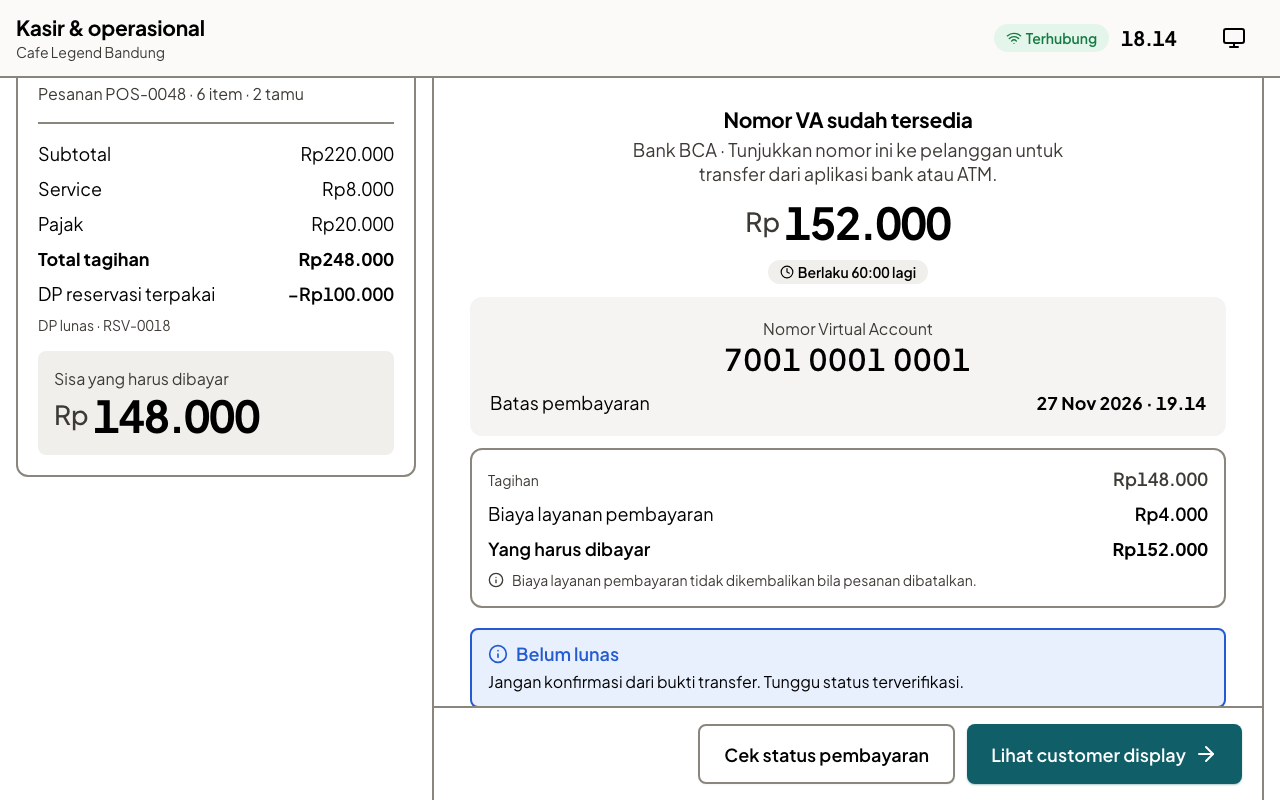 Kasir & operasional
Cafe Legend Bandung
Terhubung
18.14
Pesanan POS-0048 · 6 item · 2 tamu
Subtotal Rp220.000
Service Rp8.000
Pajak Rp20.000
Total tagihan Rp248.000
DP reservasi terpakai −Rp100.000
DP lunas · RSV-0018
Sisa yang harus dibayar
Rp 148.000
Nomor VA sudah tersedia
Bank BCA · Tunjukkan nomor ini ke pelanggan untuk
transfer dari aplikasi bank atau ATM.
Rp 152.000
Berlaku 60:00 lagi
Nomor Virtual Account
7001 0001 0001
Batas pembayaran 27 Nov 2026 · 19.14
Tagihan Rp148.000
Biaya layanan pembayaran Rp4.000
Yang harus dibayar Rp152.000
Biaya layanan pembayaran tidak dikembalikan bila pesanan dibatalkan.
Belum lunas
Jangan konfirmasi dari bukti transfer. Tunggu status terverifikasi.
Cek status pembayaran
Lihat customer display